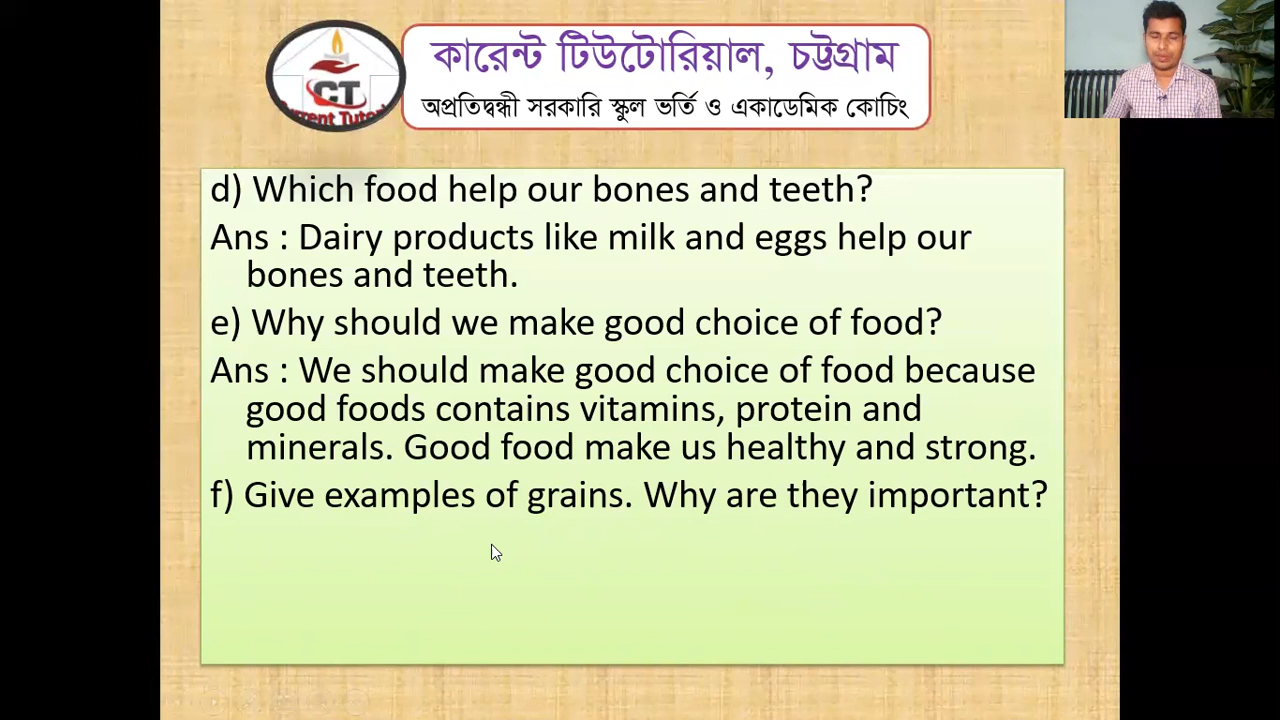 কারেন্ট টিউটোরিয়াল, চট্টগ্রাম
অপ্রতিদ্বন্ধী সরকারি স্কুল ভর্তি ও একাডেমিক কোচিং
CT
Current Tutor
d) Which food help our bones and teeth?
Ans : Dairy products like milk and eggs help our
bones and teeth.
e) Why should we make good choice of food?
Ans : We should make good choice of food because
good foods contains vitamins, protein and
minerals. Good food make us healthy and strong.
f) Give examples of grains. Why are they important?